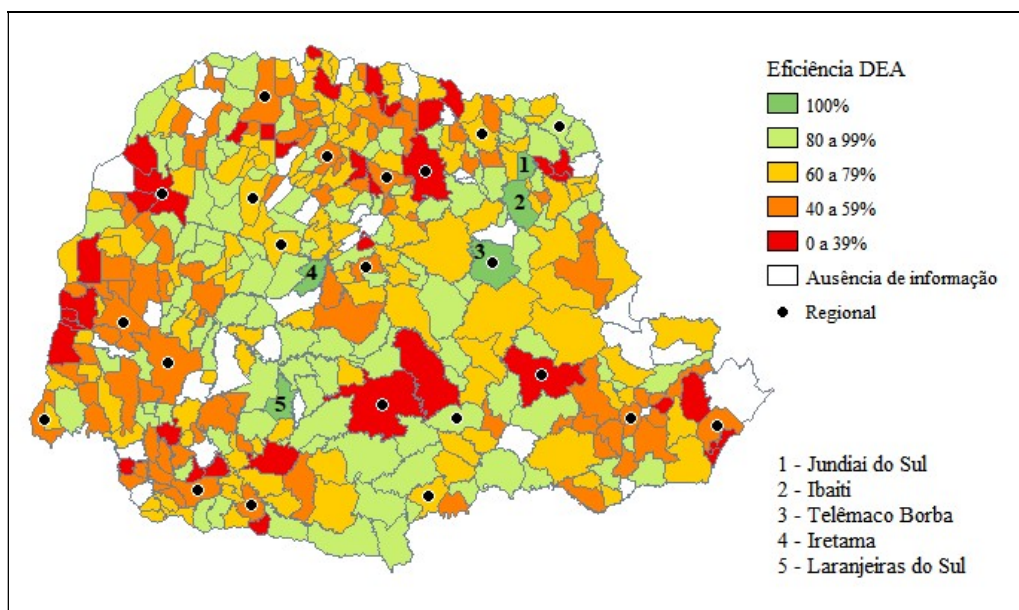 Eficiência DEA
100%
80 a 99%
60 a 79%
40 a 59%
0 a 39%
Ausência de informação
Regional
1
2
3
4
5
1 - Jundiai do Sul
2 - Ibaiti
3 - Telêmaco Borba
4 - Iretama
5 - Laranjeiras do Sul